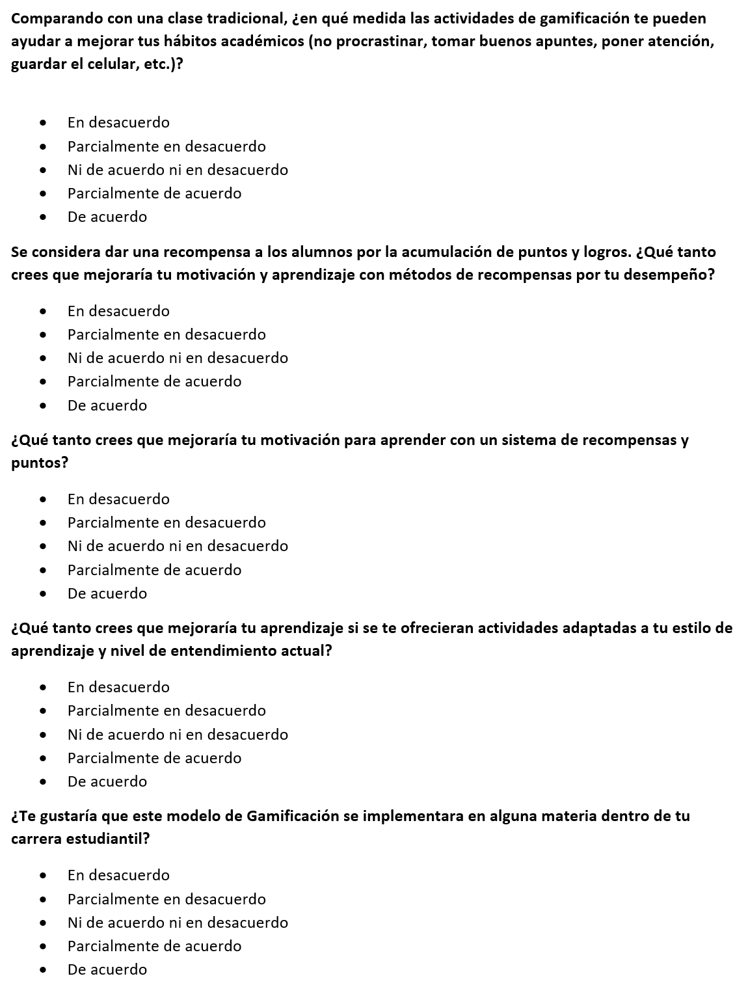 Comparando con una clase tradicional, ¿en qué medida las actividades de gamificación te pueden
ayudar a mejorar tus hábitos académicos (no procrastinar, tomar buenos apuntes, poner atención,
guardar el celular, etc.)?
• En desacuerdo
• Parcialmente en desacuerdo
• Ni de acuerdo ni en desacuerdo
• Parcialmente de acuerdo
• De acuerdo
Se considera dar una recompensa a los alumnos por la acumulación de puntos y logros. ¿Qué tanto
crees que mejoraría tu motivación y aprendizaje con métodos de recompensas por tu desempeño?
• En desacuerdo
• Parcialmente en desacuerdo
• Ni de acuerdo ni en desacuerdo
• Parcialmente de acuerdo
• De acuerdo
¿Qué tanto crees que mejoraría tu motivación para aprender con un sistema de recompensas y
puntos?
• En desacuerdo
• Parcialmente en desacuerdo
• Ni de acuerdo ni en desacuerdo
• Parcialmente de acuerdo
• De acuerdo
¿Qué tanto crees que mejoraría tu aprendizaje si se te ofrecieran actividades adaptadas a tu estilo de
aprendizaje y nivel de entendimiento actual?
• En desacuerdo
• Parcialmente en desacuerdo
• Ni de acuerdo ni en desacuerdo
• Parcialmente de acuerdo
• De acuerdo
¿Te gustaría que este modelo de Gamificación se implementara en alguna materia dentro de tu
carrera estudiantil?
• En desacuerdo
• Parcialmente en desacuerdo
• Ni de acuerdo ni en desacuerdo
• Parcialmente de acuerdo
• De acuerdo